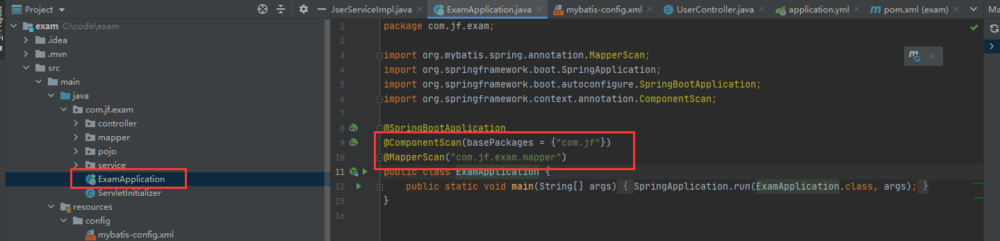 Project
exam C:\code\exam
.idea
.mvn
src
main
java
com.jf.exam
controller
mapper
pojo
service
ExamApplication
ServletInitializer
resources
config
mybatis-config.xml
UserServiceImpl.java ExamApplication.java mybatis-config.xml UserController.java application.yml pom.xml (exam) Ma
1 package com.jf.exam;
2
3 import org.mybatis.spring.annotation.MapperScan;
4 import org.springframework.boot.SpringApplication;
5 import org.springframework.boot.autoconfigure.SpringBootApplication;
6 import org.springframework.context.annotation.ComponentScan;
7
8 @SpringBootApplication
9 @ComponentScan(basePackages = {"com.jf"})
10 @MapperScan("com.jf.exam.mapper")
11 public class ExamApplication {
12 public static void main(String[] args) { SpringApplication.run(ExamApplication.class, args); }
15 }
16